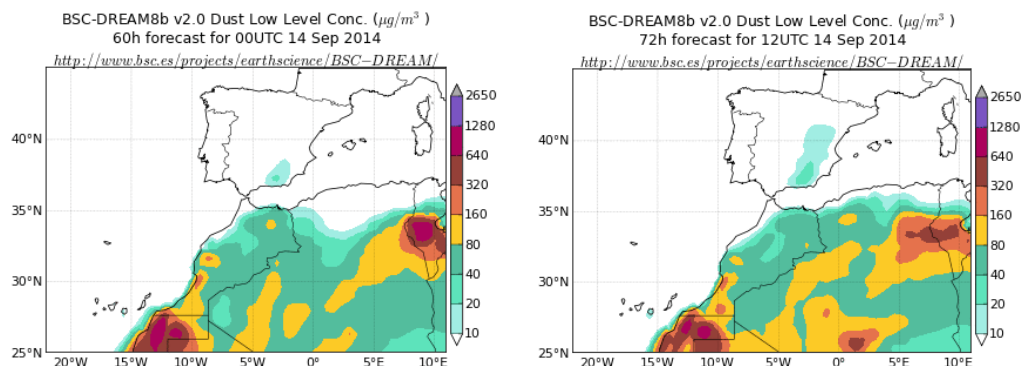 BSC-DREAM8b v2.0 Dust Low Level Conc. (μg/m³ )
60h forecast for 00UTC 14 Sep 2014
http://www.bsc.es/projects/earthscience/BSC−DREAM/
40°N
35°N
30°N
25°N
20°W
15°W
10°W
5°W
0°
5°E
10°E
2650
1280
640
320
160
80
40
20
10
BSC-DREAM8b v2.0 Dust Low Level Conc. (μg/m³ )
72h forecast for 12UTC 14 Sep 2014
http://www.bsc.es/projects/earthscience/BSC−DREAM/
40°N
35°N
30°N
25°N
20°W
15°W
10°W
5°W
0°
5°E
10°E
2650
1280
640
320
160
80
40
20
10